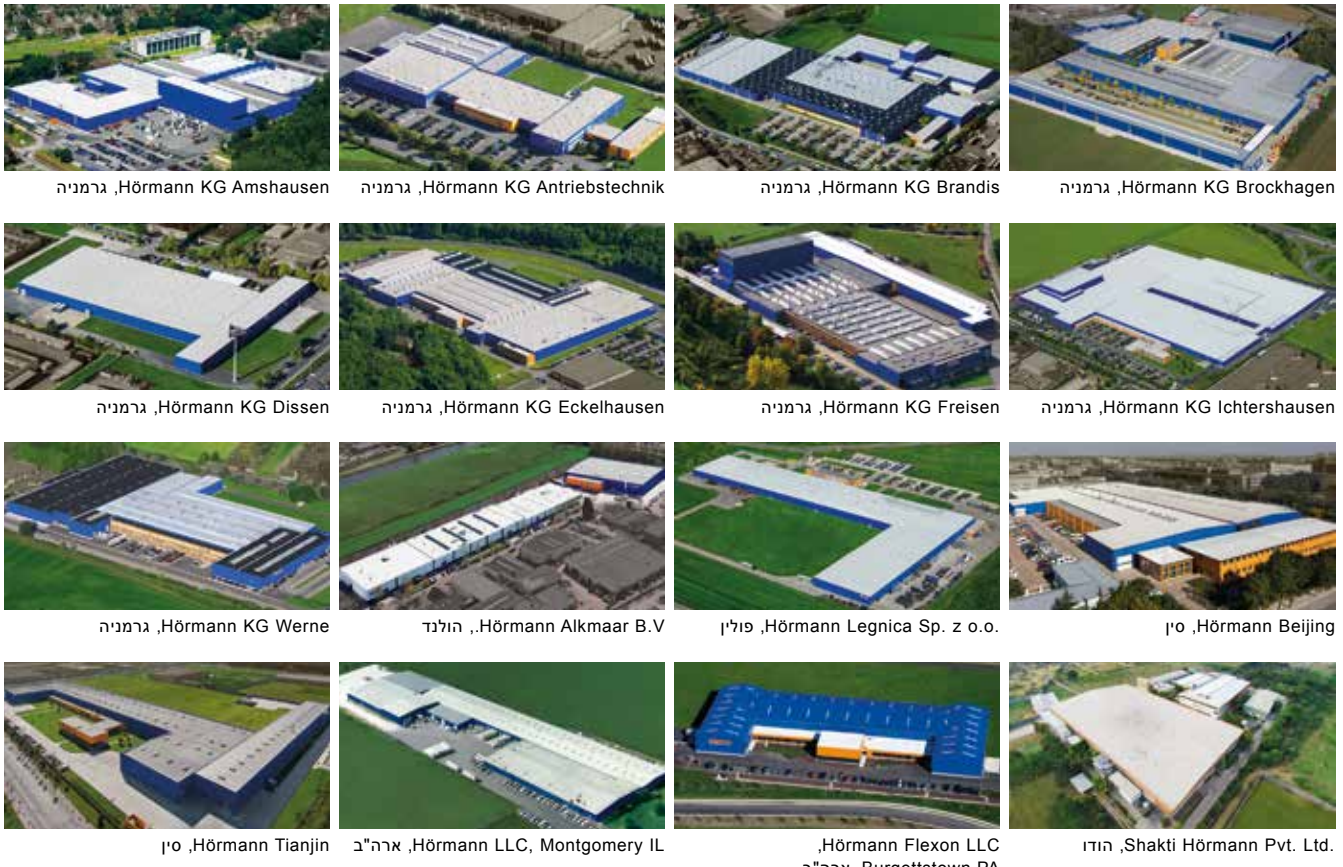 Hörmann KG Amshausen, גרמניה
Hörmann KG Antriebstechnik, גרמניה
Hörmann KG Brandis, גרמניה
Hörmann KG Brockhagen, גרמניה
Hörmann KG Dissen, גרמניה
Hörmann KG Eckelhausen, גרמניה
Hörmann KG Freisen, גרמניה
Hörmann KG Ichtershausen, גרמניה
Hörmann KG Werne, גרמניה
Hörmann Alkmaar B.V., הולנד
Hörmann Legnica Sp. z o.o., פולין
Hörmann Beijing, סין
Hörmann Tianjin, סין
Hörmann LLC, Montgomery IL, ארה"ב
Hörmann Flexon LLC,
Burgettstown PA, ארה"ב
Shakti Hörmann Pvt. Ltd., הודו